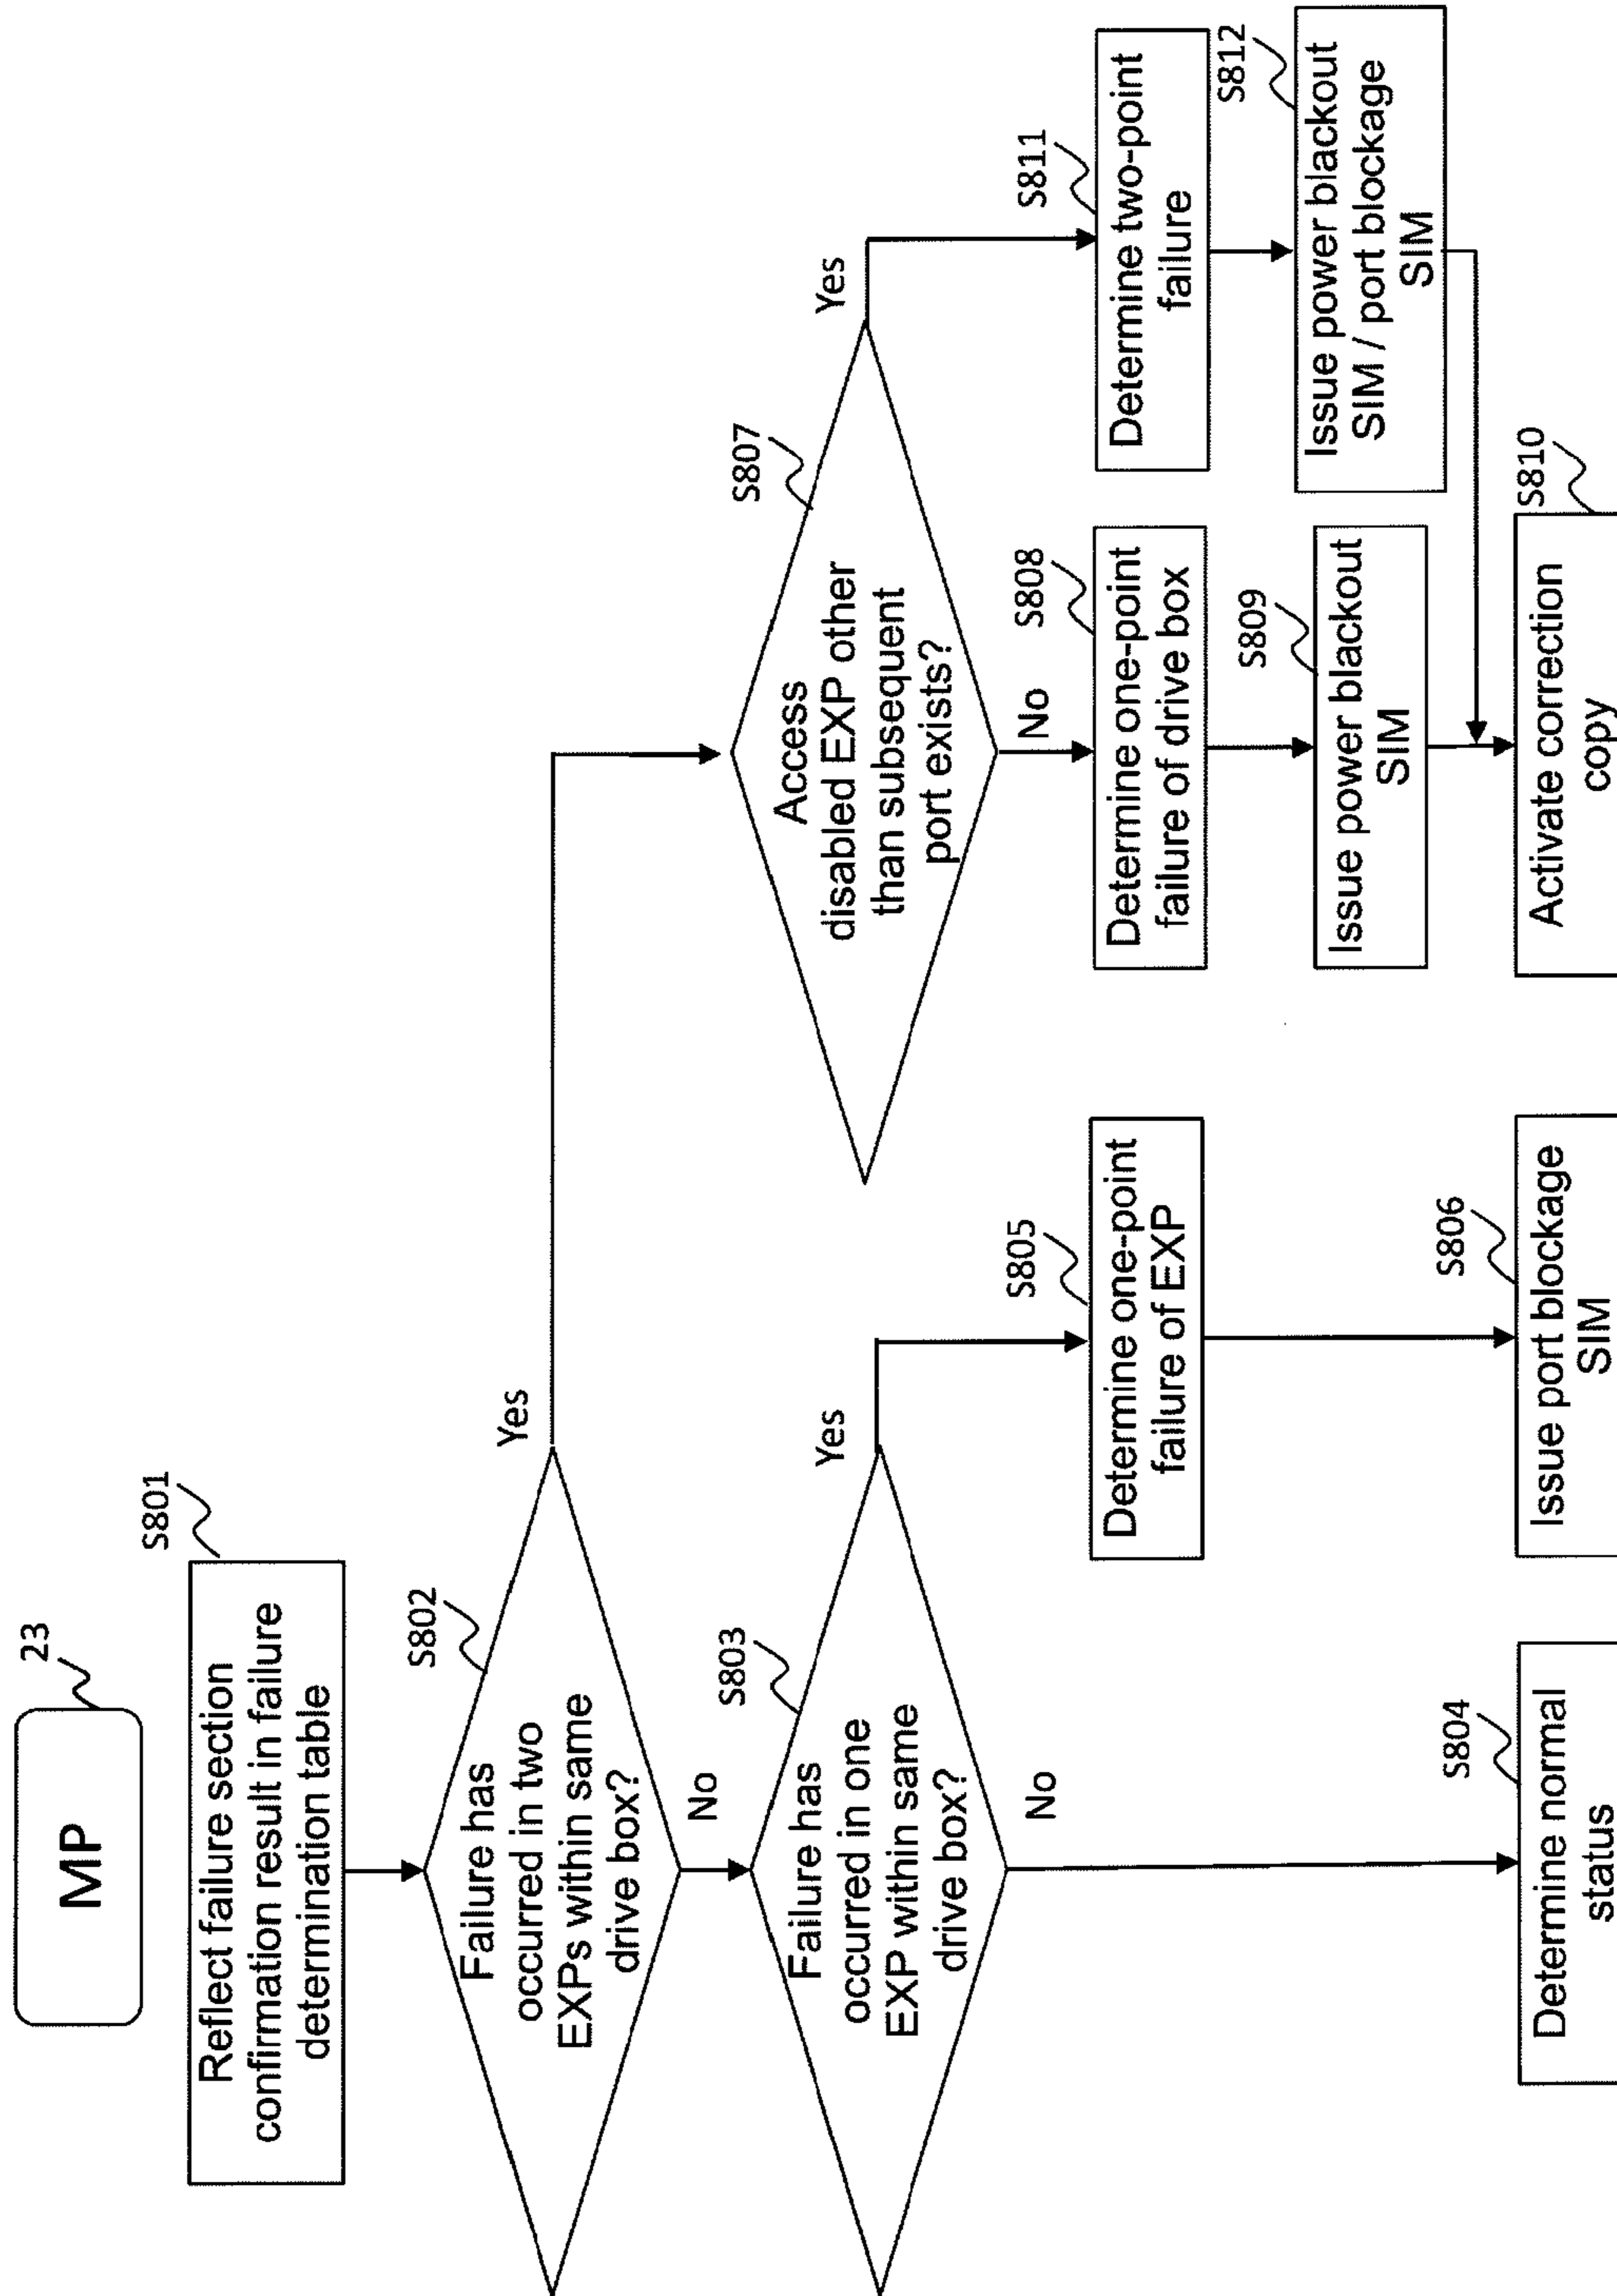 MP
23
S801
Reflect failure section
confirmation result in failure
determination table
S802
Failure has
occurred in two
EXPs within same
drive box?
Yes
No
S803
Failure has
occurred in one
EXP within same
drive box?
Yes
No
S804
Determine normal
status
S805
Determine one-point
failure of EXP
S806
Issue port blockage
SIM
S807
Access
disabled EXP other
than subsequent
port exists?
Yes
No
S808
Determine one-point
failure of drive box
S809
Issue power blackout
SIM
S810
Activate correction
copy
S811
Determine two-point
failure
S812
Issue power blackout
SIM / port blockage
SIM